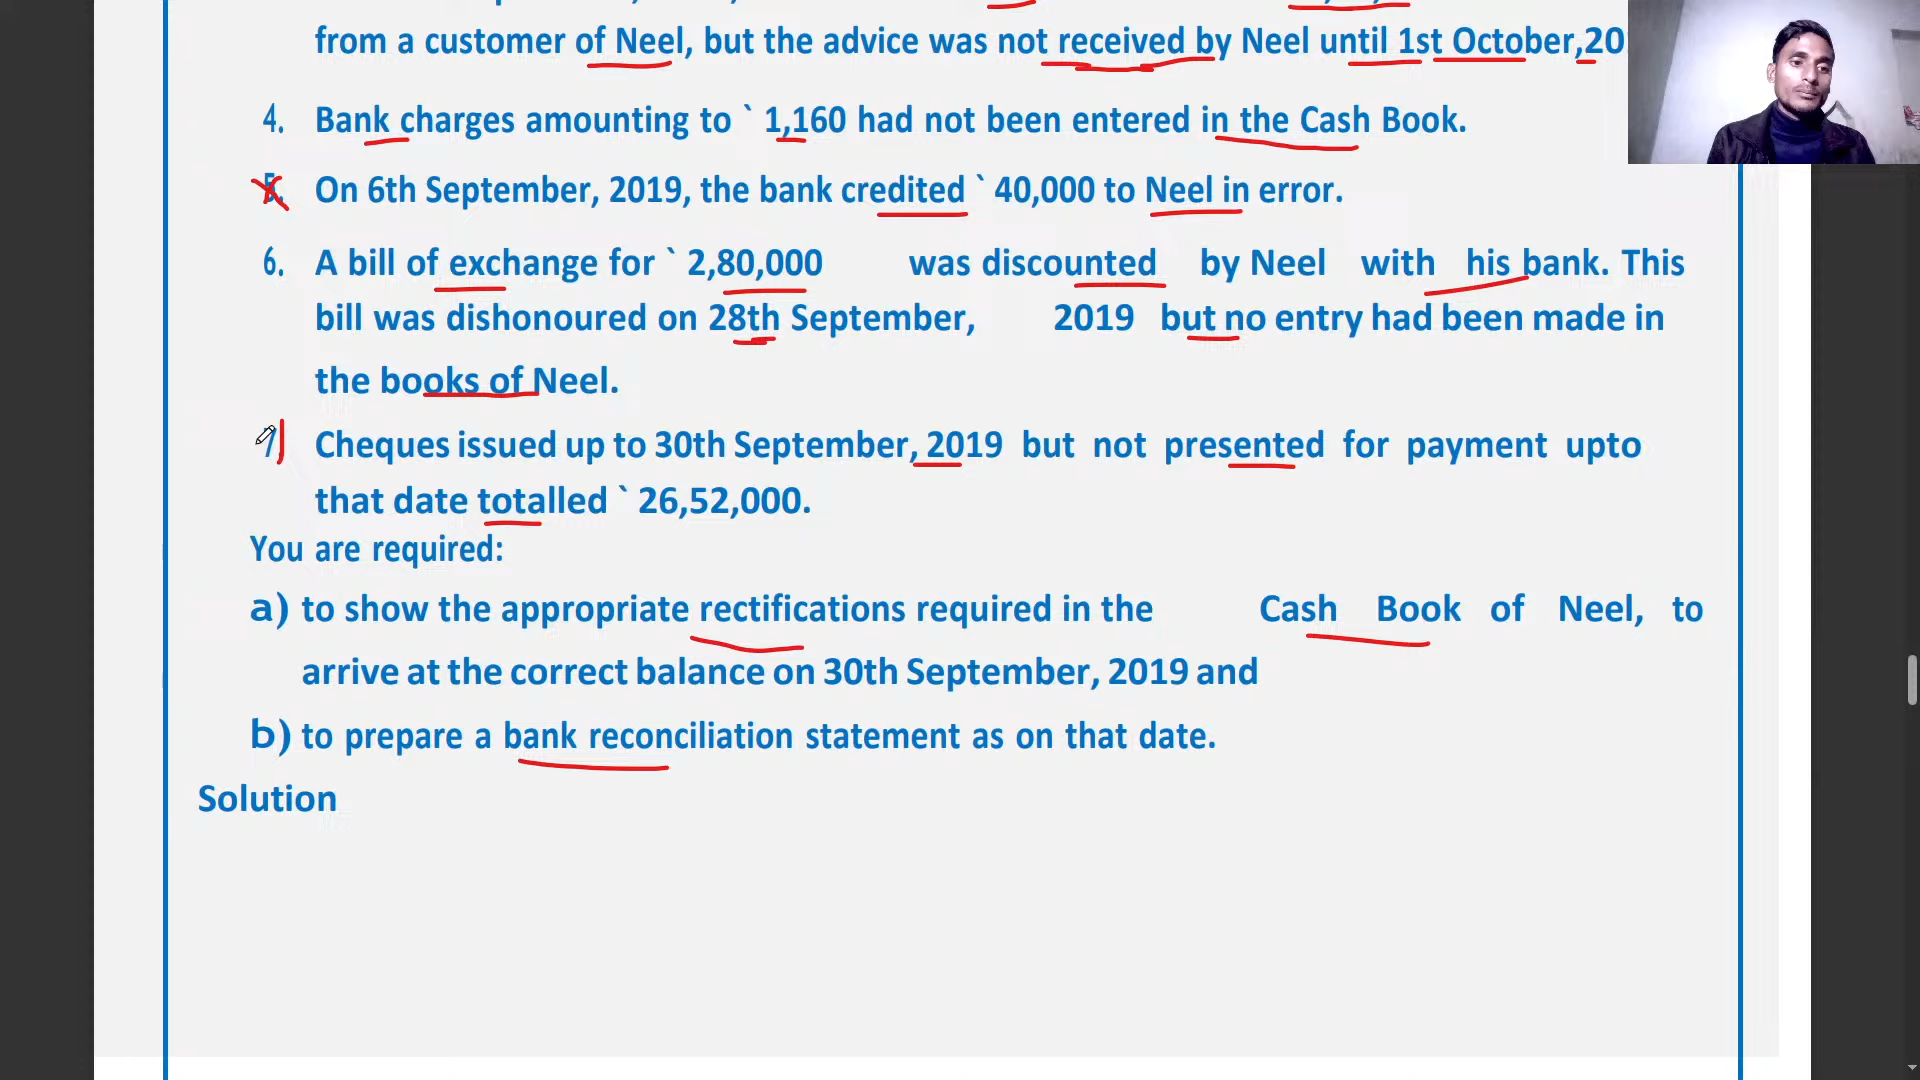 from a customer of Neel, but the advice was not received by Neel until 1st October,20
4. Bank charges amounting to ` 1,160 had not been entered in the Cash Book.
5. On 6th September, 2019, the bank credited ` 40,000 to Neel in error.
6. A bill of exchange for ` 2,80,000 was discounted by Neel with his bank. This
bill was dishonoured on 28th September, 2019 but no entry had been made in
the books of Neel.
7. Cheques issued up to 30th September, 2019 but not presented for payment upto
that date totalled ` 26,52,000.
You are required:
a) to show the appropriate rectifications required in the Cash Book of Neel, to
arrive at the correct balance on 30th September, 2019 and
b) to prepare a bank reconciliation statement as on that date.
Solution